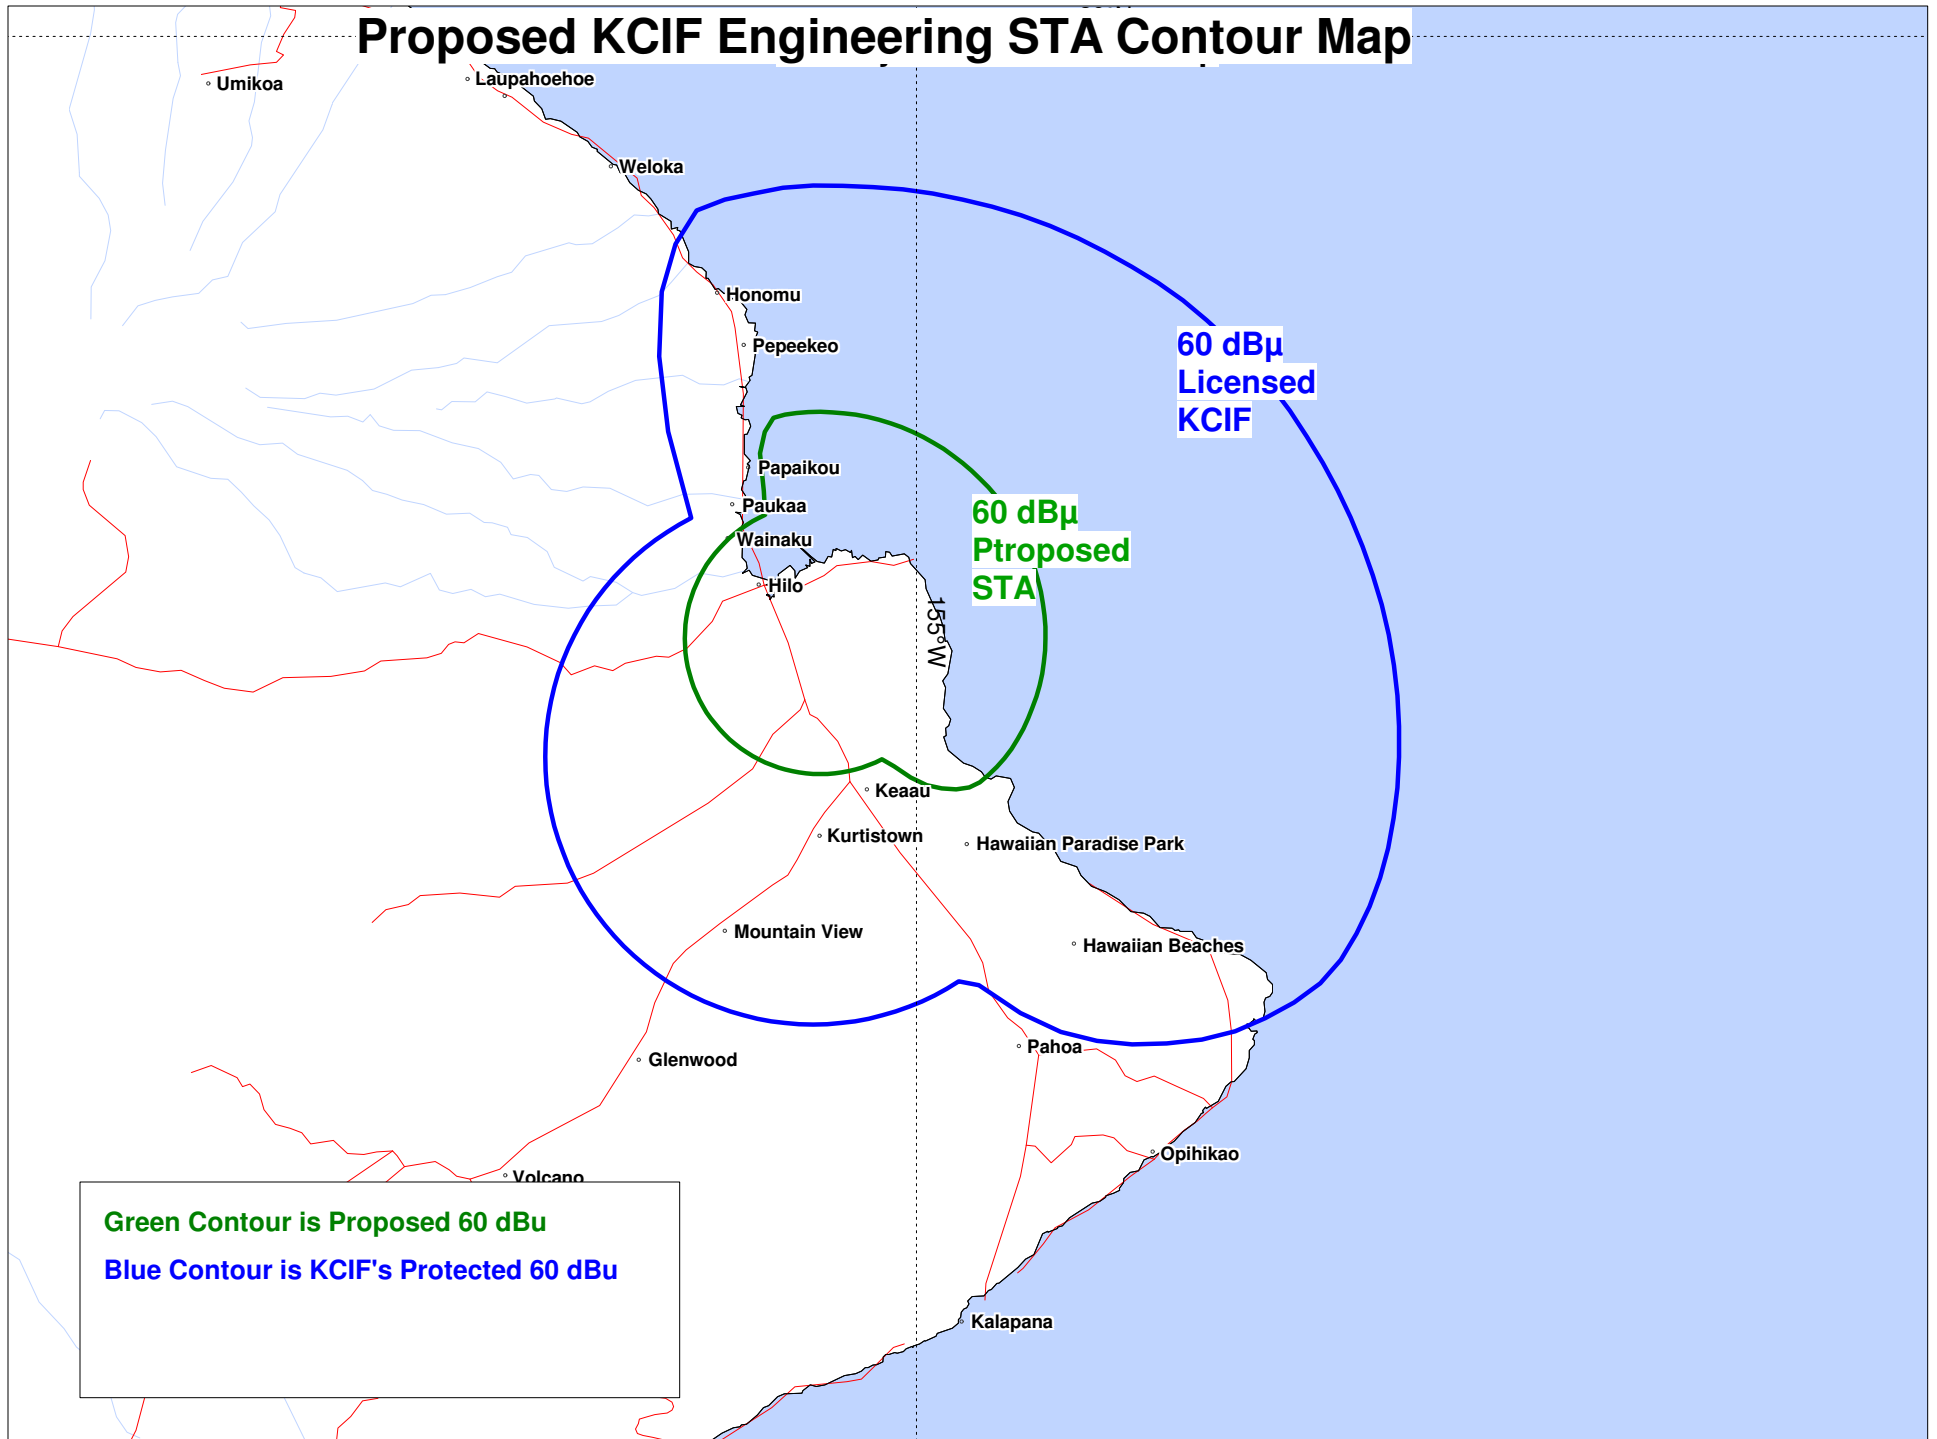 Proposed KCIF Engineering STA Contour Map
Umikoa
Laupahoehoe
Weloka
Honomu
Pepeekeo
60 dBµ
Licensed
KCIF
Papaikou
Paukaa
Wainaku
60 dBµ
Ptroposed
STA
Hilo
155°W
Keaau
Kurtistown
Hawaiian Paradise Park
Mountain View
Hawaiian Beaches
Pahoa
Glenwood
Opihikao
Volcano
Green Contour is Proposed 60 dBu
Blue Contour is KCIF's Protected 60 dBu
Kalapana